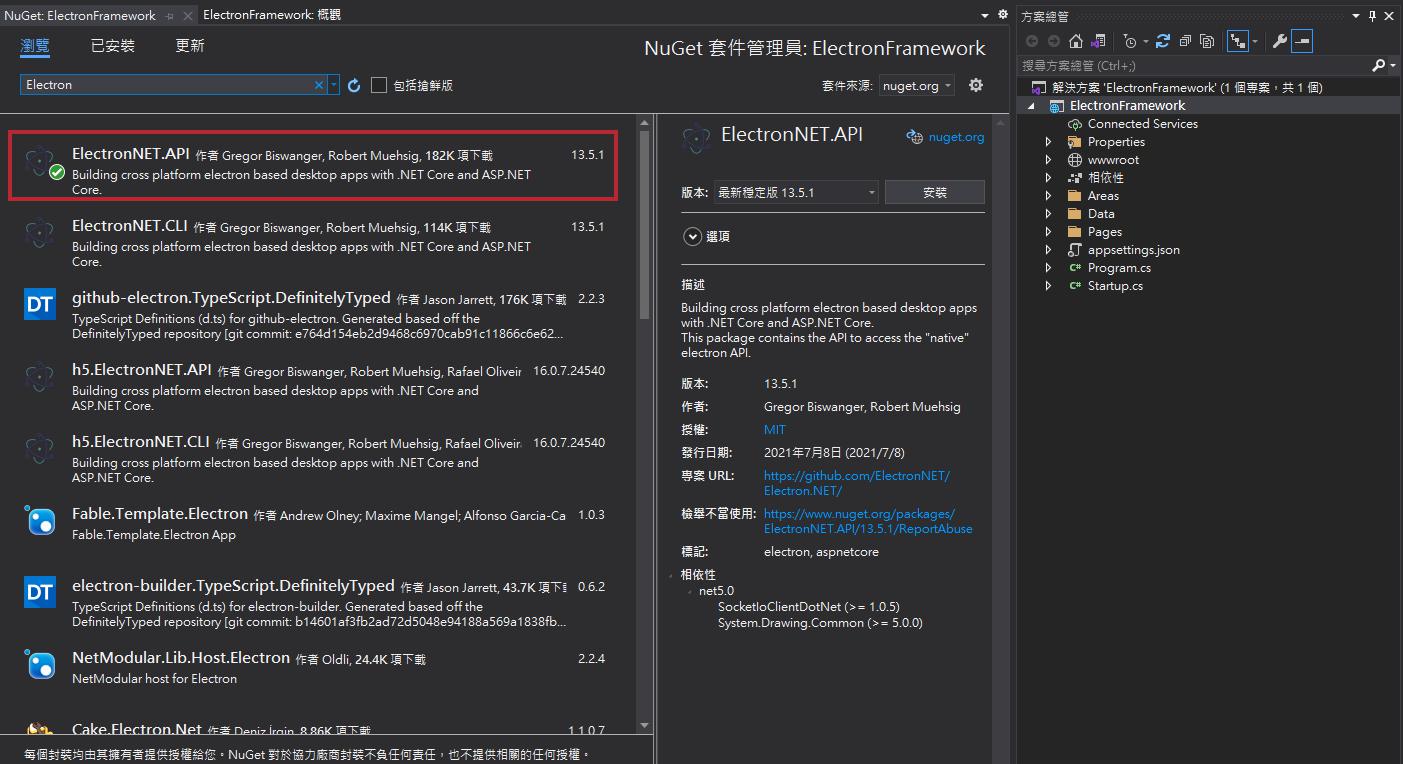 NuGet: ElectronFramework
ElectronFramework: 概觀
瀏覽
已安裝
更新
NuGet 套件管理員: ElectronFramework
Electron
包括搶鮮版
套件來源:
nuget.org
ElectronNET.API 作者 Gregor Biswanger, Robert Muehsig, 182K 項下載
13.5.1
Building cross platform electron based desktop apps with .NET Core and ASP.NET
Core.
ElectronNET.CLI 作者 Gregor Biswanger, Robert Muehsig, 114K 項下載
13.5.1
Building cross platform electron based desktop apps with .NET Core and ASP.NET
Core.
DT
github-electron.TypeScript.DefinitelyTyped 作者 Jason Jarrett, 176K 項下載
2.2.3
TypeScript Definitions (d.ts) for github-electron. Generated based off the
DefinitelyTyped repository [git commit: e764d154eb2d9468c6970cab91c11866c6e62...
h5.ElectronNET.API 作者 Gregor Biswanger, Robert Muehsig, Rafael Oliveir
16.0.7.24540
Building cross platform electron based desktop apps with .NET Core and
ASP.NET Core.
h5.ElectronNET.CLI 作者 Gregor Biswanger, Robert Muehsig, Rafael Oliveir
16.0.7.24540
Building cross platform electron based desktop apps with .NET Core and
ASP.NET Core.
Fable.Template.Electron 作者 Andrew Olney; Maxime Mangel; Alfonso Garcia-Ca
1.0.3
Fable.Template.Electron App
DT
electron-builder.TypeScript.DefinitelyTyped 作者 Jason Jarrett, 43.7K 項下載
0.6.2
TypeScript Definitions (d.ts) for electron-builder. Generated based off the
DefinitelyTyped repository [git commit: b14601af3fb2ad72d5048e94188a569a1838fb...
NetModular.Lib.Host.Electron 作者 Oldli, 24.4K 項下載
2.2.4
NetModular host for Electron
Cake.Electron.Net 作者 Deniz İrgin, 8.86K 項下載
1.1.0.7
每個封裝均由其擁有者提供授權給您。NuGet 對於協力廠商封裝不負任何責任，也不提供相關的任何授權。
ElectronNET.API
nuget.org
版本:
最新穩定版 13.5.1
安裝
選項
描述
Building cross platform electron based desktop apps
with .NET Core and ASP.NET Core.
This package contains the API to access the "native"
electron API.
版本: 13.5.1
作者: Gregor Biswanger, Robert Muehsig
授權: MIT
發行日期: 2021年7月8日 (2021/7/8)
專案 URL: https://github.com/ElectronNET/
Electron.NET/
檢舉不當使用: https://www.nuget.org/packages/
ElectronNET.API/13.5.1/ReportAbuse
標記: electron, aspnetcore
相依性
net5.0
SocketIoClientDotNet (>= 1.0.5)
System.Drawing.Common (>= 5.0.0)
方案總管
搜尋方案總管 (Ctrl+;)
解決方案 'ElectronFramework' (1 個專案，共 1 個)
ElectronFramework
Connected Services
Properties
wwwroot
相依性
Areas
Data
Pages
appsettings.json
C# Program.cs
C# Startup.cs